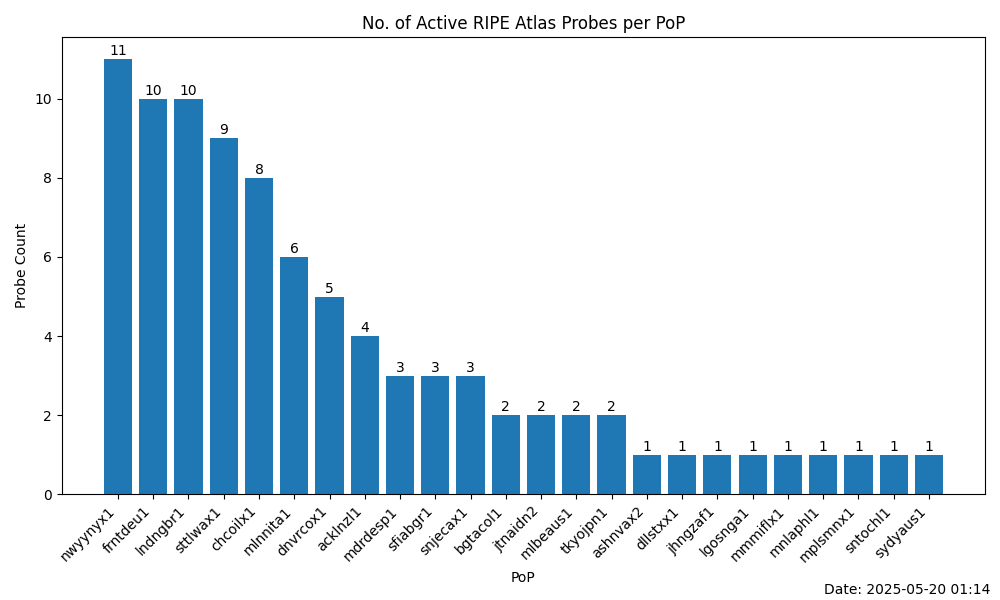 No. of Active RIPE Atlas Probes per PoP
Probe Count
10
8
6
4
2
0
11
10
10
9
8
6
5
4
3
3
3
2
2
2
2
1
1
1
1
1
1
1
1
1
nwyynyx1
frntdeu1
lndngbr1
sttlwax1
chcoilx1
mlnnita1
dnvrcox1
acklnzl1
mdrdesp1
sfiabgr1
snjecax1
bgtacol1
jtnaidn2
mlbeaus1
tkyojpn1
ashnvax2
dllstxx1
jhngzaf1
lgosnga1
mmmiflx1
mnlaphl1
mplsmnx1
sntochl1
sydyaus1
PoP
Date: 2025-05-20 01:14